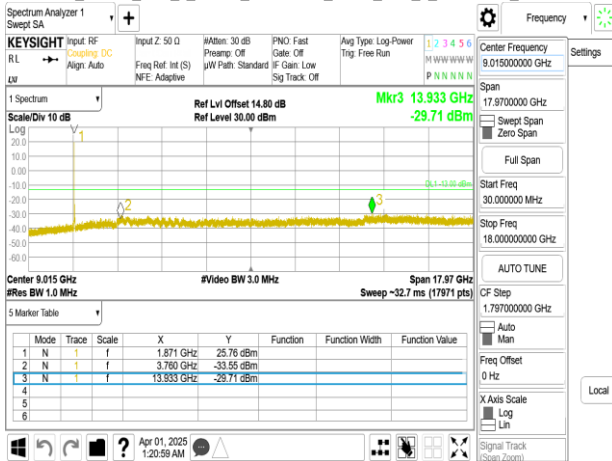 Spectrum Analyzer 1
Swept SA
Frequency
KEYSIGHT
Input: RF
Coupling: DC
Align: Auto
Input Z: 50 Ω
Freq Ref: Int (S)
NFE: Adaptive
#Atten: 30 dB
Preamp: Off
µW Path: Standard
PNO: Fast
Gate: Off
IF Gain: Low
Sig Track: Off
Avg Type: Log-Power
Trig: Free Run
1 2 3 4 5 6
M W W W W W
P N N N N N
RL
LXI
1 Spectrum
Scale/Div 10 dB
Ref Lvl Offset 14.80 dB
Ref Level 30.00 dBm
Mkr3 13.933 GHz
-29.71 dBm
Log
20.0
10.0
0.00
-10.0
-20.0
-30.0
-40.0
-50.0
-60.0
1
2
3
DL1 -13.00 dBm
Center 9.015 GHz
#Res BW 1.0 MHz
#Video BW 3.0 MHz
Span 17.97 GHz
Sweep ~32.7 ms (17971 pts)
5 Marker Table
Mode Trace Scale X Y Function Function Width Function Value
1 N 1 f 1.871 GHz 25.76 dBm
2 N 1 f 3.760 GHz -33.55 dBm
3 N 1 f 13.933 GHz -29.71 dBm
4
5
6
Apr 01, 2025
1:20:59 AM
Center Frequency
9.015000000 GHz
Span
17.9700000 GHz
Swept Span
Zero Span
Full Span
Start Freq
30.000000 MHz
Stop Freq
18.000000000 GHz
AUTO TUNE
CF Step
1.797000000 GHz
Auto
Man
Freq Offset
0 Hz
X Axis Scale
Log
Lin
Signal Track
(Span Zoom)
Settings
Local